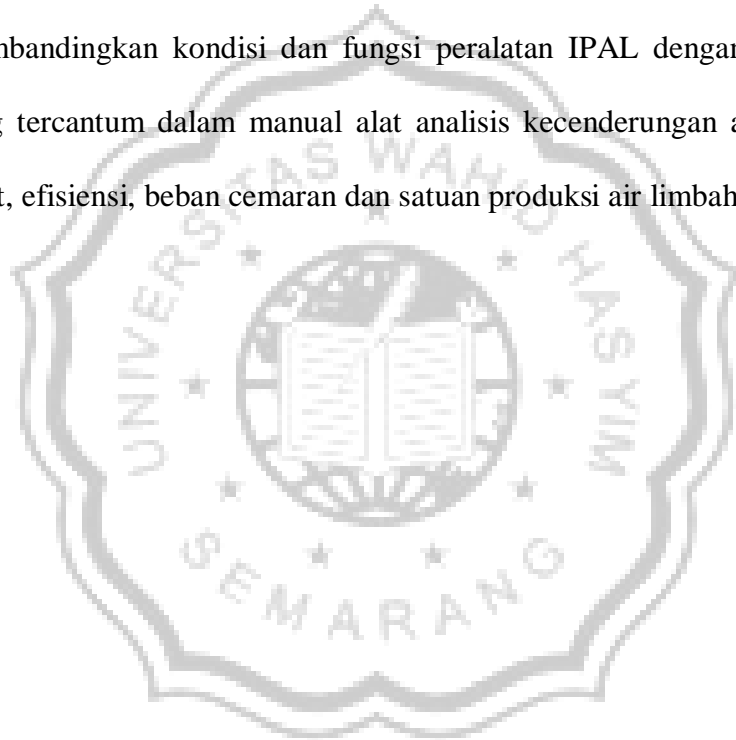 mbandingkan kondisi dan fungsi peralatan IPAL dengan
tercantum dalam manual alat analisis kecenderungan
efisiensi, beban cemaran dan satuan produksi air limbah
UNIVERSITAS WAHID HASYIM
SEMARANG